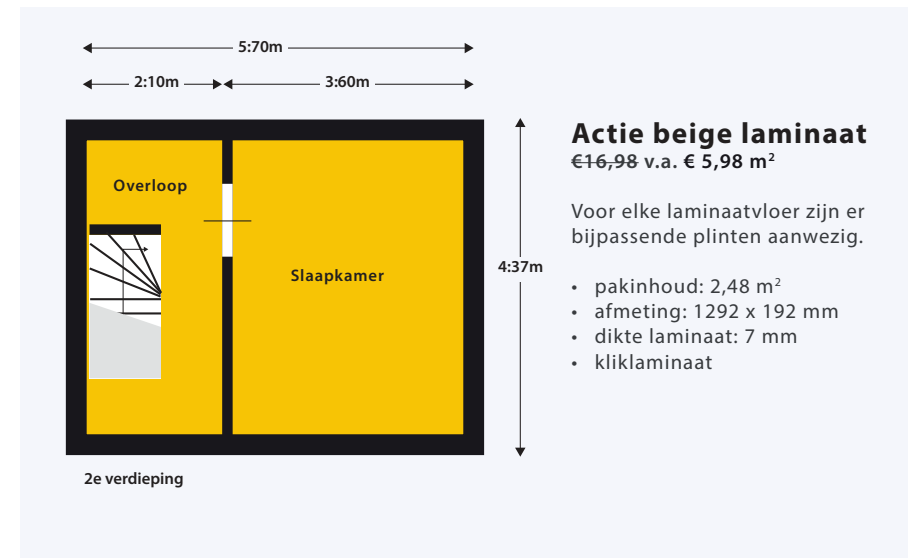 5:70m
2:10m
3:60m
Overloop
Slaapkamer
4:37m
2e verdieping
Actie beige laminaat
€16,98 v.a. € 5,98 m²
Voor elke laminaatvloer zijn er
bijpassende plinten aanwezig.
• pakinhoud: 2,48 m²
• afmeting: 1292 x 192 mm
• dikte laminaat: 7 mm
• kliklaminaat